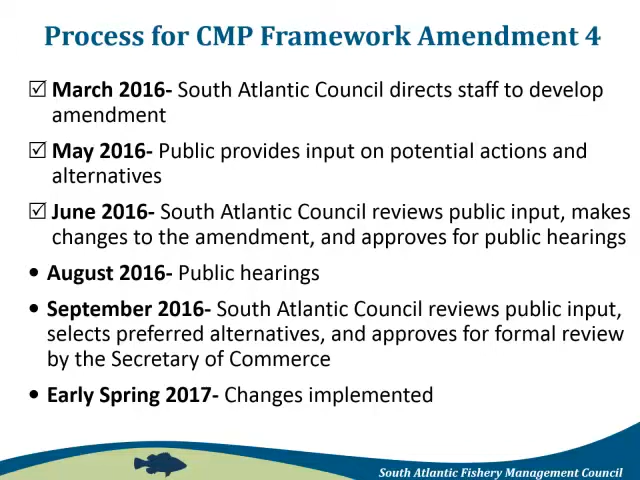 Process for CMP Framework Amendment 4
☑ March 2016- South Atlantic Council directs staff to develop
amendment
☑ May 2016- Public provides input on potential actions and
alternatives
☑ June 2016- South Atlantic Council reviews public input, makes
changes to the amendment, and approves for public hearings
• August 2016- Public hearings
• September 2016- South Atlantic Council reviews public input,
selects preferred alternatives, and approves for formal review
by the Secretary of Commerce
• Early Spring 2017- Changes implemented
South Atlantic Fishery Management Council